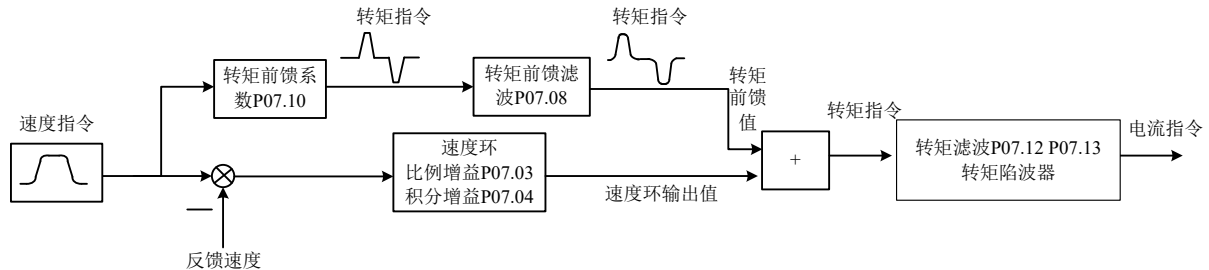 转矩指令
转矩指令
转矩前馈系
数P07.10
转矩前馈滤
波P07.08
转矩
前馈
值
速度指令
速度环
比例增益P07.03
积分增益P07.04
+
转矩指令
转矩滤波P07.12 P07.13
转矩陷波器
电流指令
速度环输出值
反馈速度